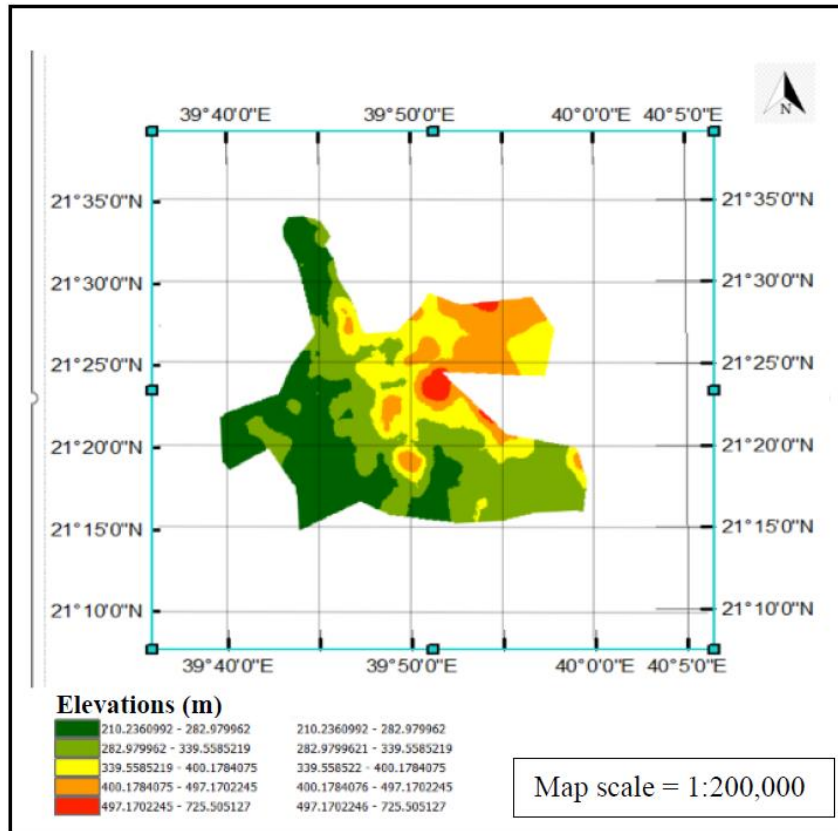 N
39°40'0"E 39°50'0"E 40°0'0"E 40°5'0"E
21°35'0"N 21°35'0"N
21°30'0"N 21°30'0"N
21°25'0"N 21°25'0"N
21°20'0"N 21°20'0"N
21°15'0"N 21°15'0"N
21°10'0"N 21°10'0"N
39°40'0"E 39°50'0"E 40°0'0"E 40°5'0"E
Elevations (m)
210.2360992 - 282.979962 210.2360992 - 282.979962
282.979962 - 339.5585219 282.9799621 - 339.5585219
339.5585219 - 400.1784075 339.558522 - 400.1784075
400.1784075 - 497.1702245 400.1784076 - 497.1702245
497.1702245 - 725.505127 497.1702246 - 725.505127
Map scale = 1:200,000